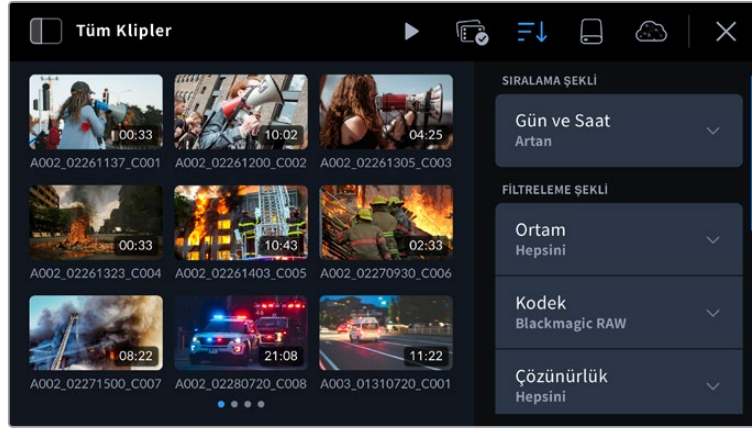 Tüm Klipler
00:33
10:02
04:25
A002_02261137_C001
A002_02261200_C002
A002_02261305_C003
00:33
10:43
02:33
A002_02261323_C004
A002_02261403_C005
A002_02270930_C006
08:22
21:08
11:22
A002_02271500_C007
A002_02280720_C008
A003_01310720_C001
SIRALAMA ŞEKLİ
Gün ve Saat
Artan
FİLTRELEME ŞEKLİ
Ortam
Hepsini
Kodek
Blackmagic RAW
Çözünürlük
Hepsini